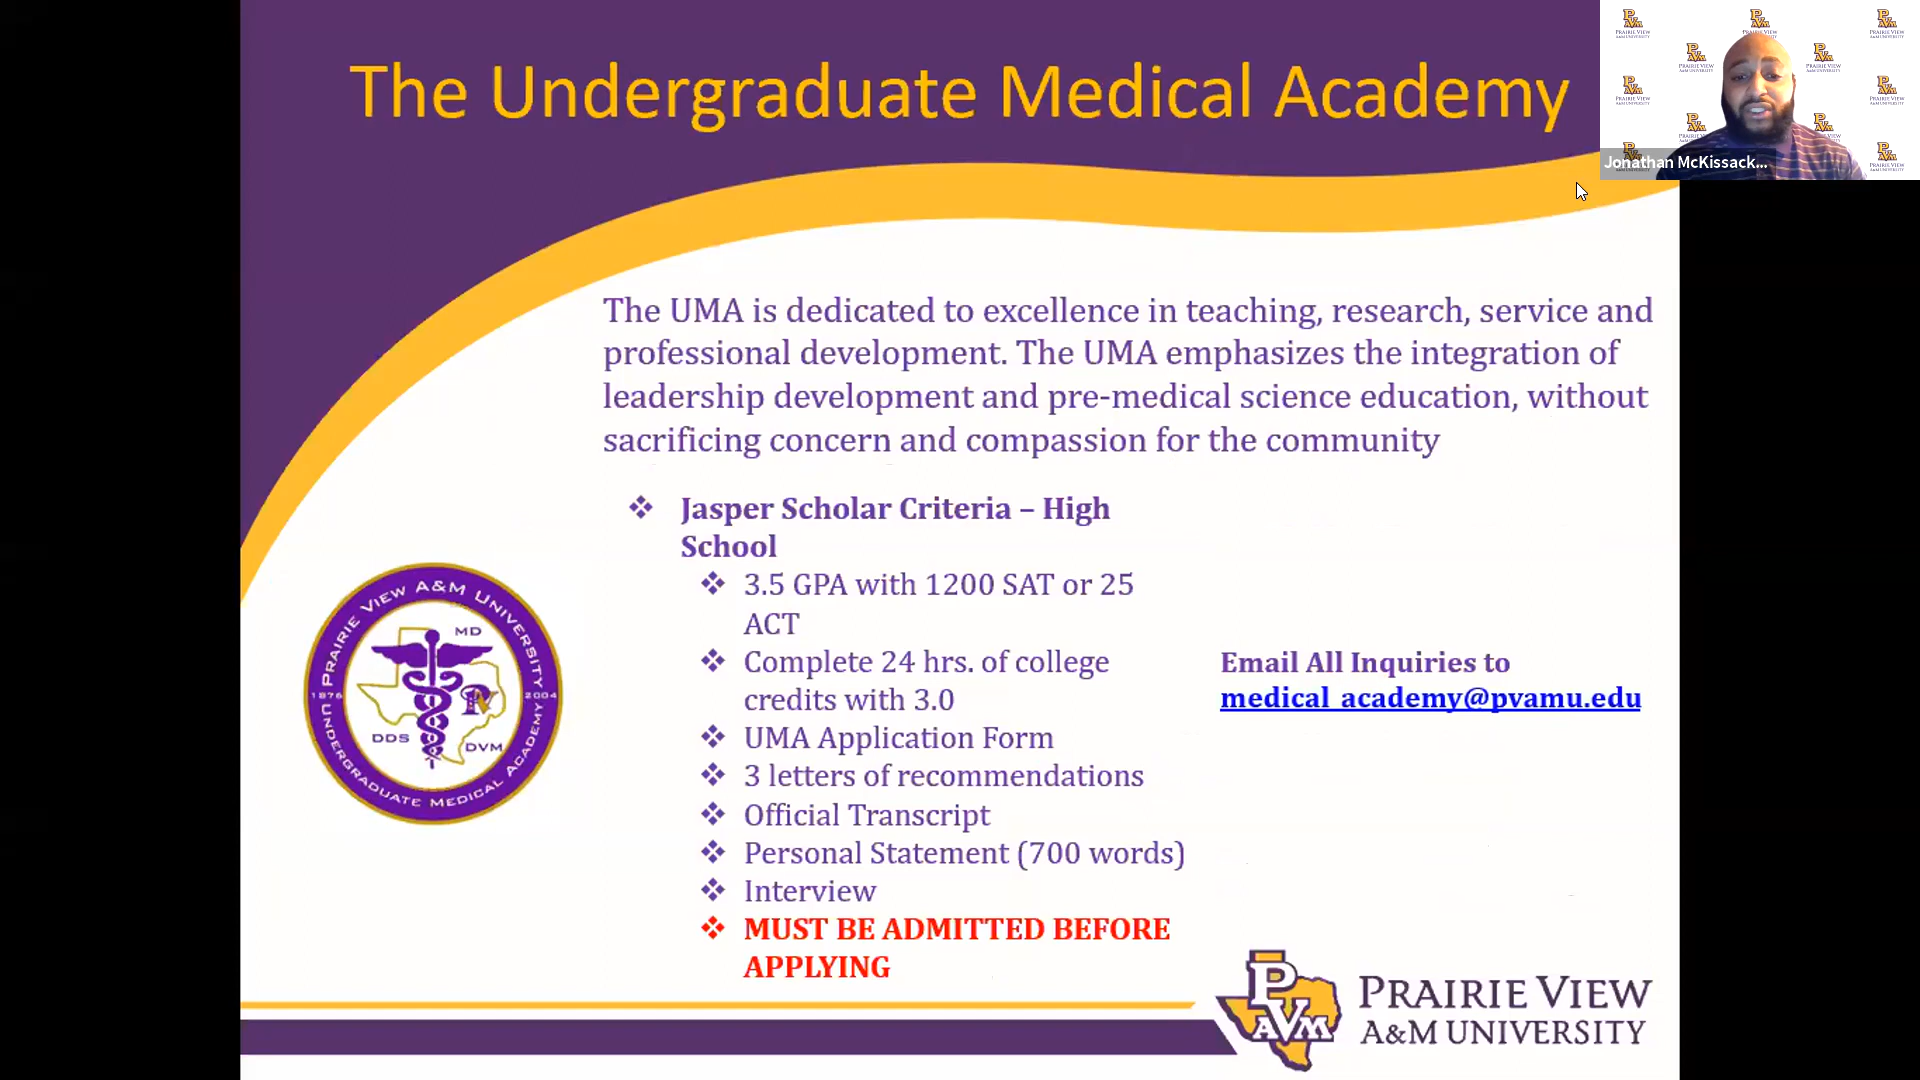 The Undergraduate Medical Academy
Jonathan McKissack...
The UMA is dedicated to excellence in teaching, research, service and
professional development. The UMA emphasizes the integration of
leadership development and pre-medical science education, without
sacrificing concern and compassion for the community
❖ Jasper Scholar Criteria – High
School
❖ 3.5 GPA with 1200 SAT or 25
ACT
❖ Complete 24 hrs. of college
credits with 3.0
❖ UMA Application Form
❖ 3 letters of recommendations
❖ Official Transcript
❖ Personal Statement (700 words)
❖ Interview
❖ MUST BE ADMITTED BEFORE
APPLYING
Email All Inquiries to
medical_academy@pvamu.edu
PRAIRIE VIEW A&M UNIVERSITY
1876
2004
UNDERGRADUATE MEDICAL ACADEMY
MD
PV
DDS
DVM
PVAM
PRAIRIE VIEW
A&M UNIVERSITY